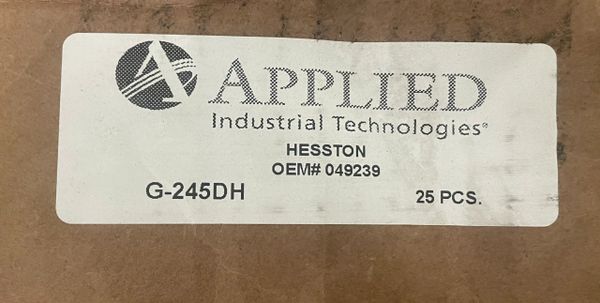 APPLIED
Industrial Technologies®
HESSTON
OEM# 049239
G-245DH 25 PCS.